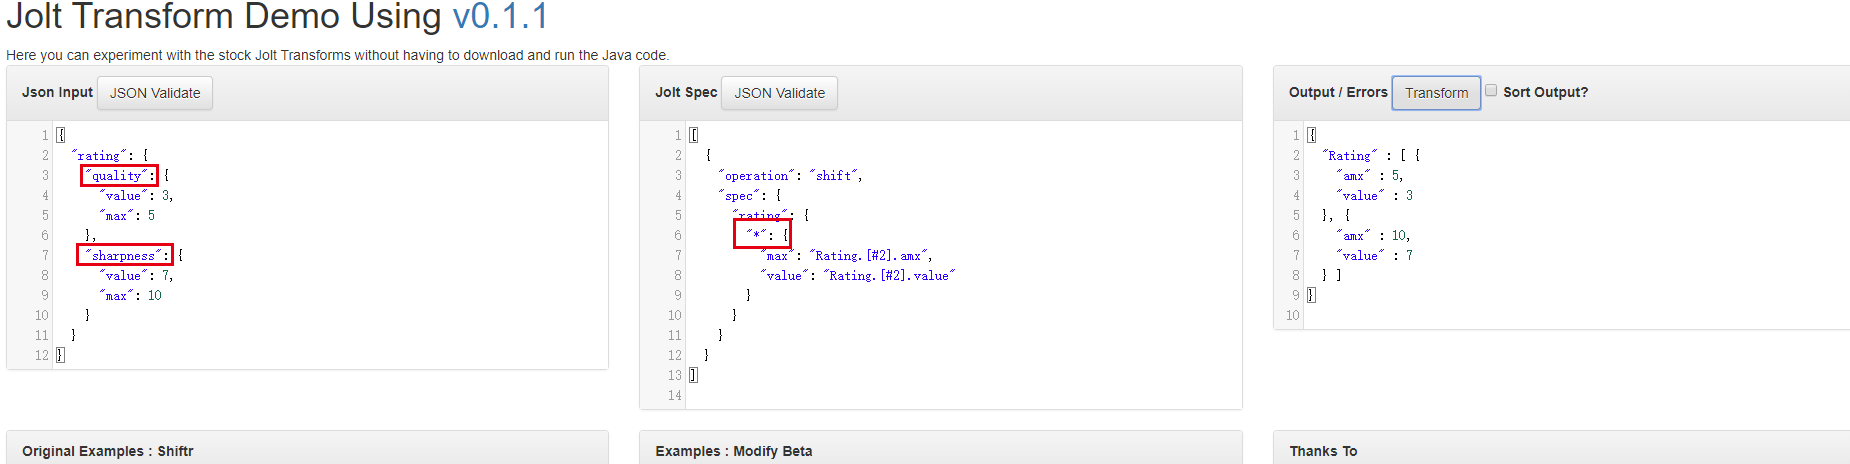 Jolt Transform Demo Using v0.1.1
Here you can experiment with the stock Jolt Transforms without having to download and run the Java code.
Json Input JSON Validate
1 {
2 "rating": {
3 "quality": {
4 "value": 3,
5 "max": 5
6 },
7 "sharpness": {
8 "value": 7,
9 "max": 10
10 }
11 }
12 }
Jolt Spec JSON Validate
1 [
2 {
3 "operation": "shift",
4 "spec": {
5 "rating": {
6 "*": {
7 "max": "Rating.[#2].amx",
8 "value": "Rating.[#2].value"
9 }
10 }
11 }
12 }
13 ]
14
Output / Errors Transform Sort Output?
1 {
2 "Rating" : [ {
3 "amx" : 5,
4 "value" : 3
5 }, {
6 "amx" : 10,
7 "value" : 7
8 } ]
9 }
10
Original Examples : Shiftr
Examples : Modify Beta
Thanks To